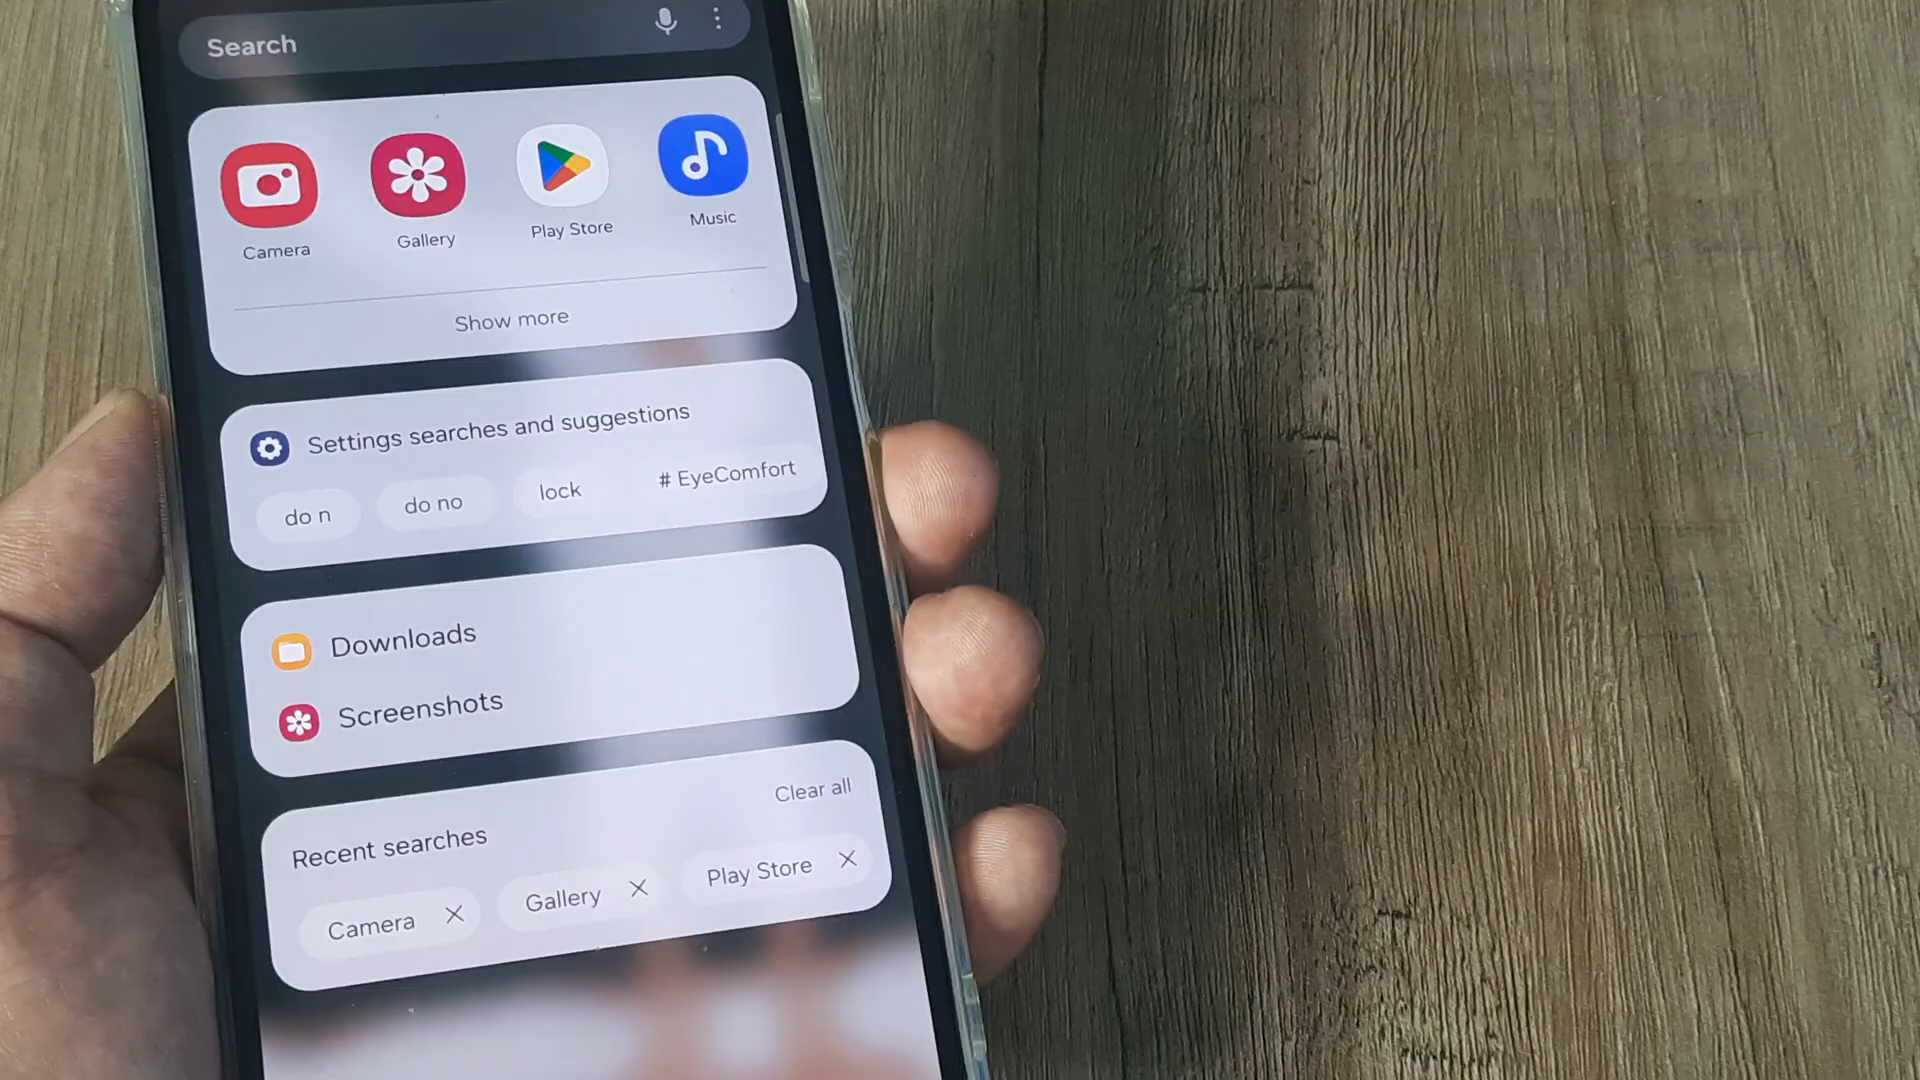 Search
Camera Gallery Play Store Music
Show more
Settings searches and suggestions
do n do no lock # EyeComfort
Downloads
Screenshots
Clear all
Recent searches
Camera Gallery Play Store